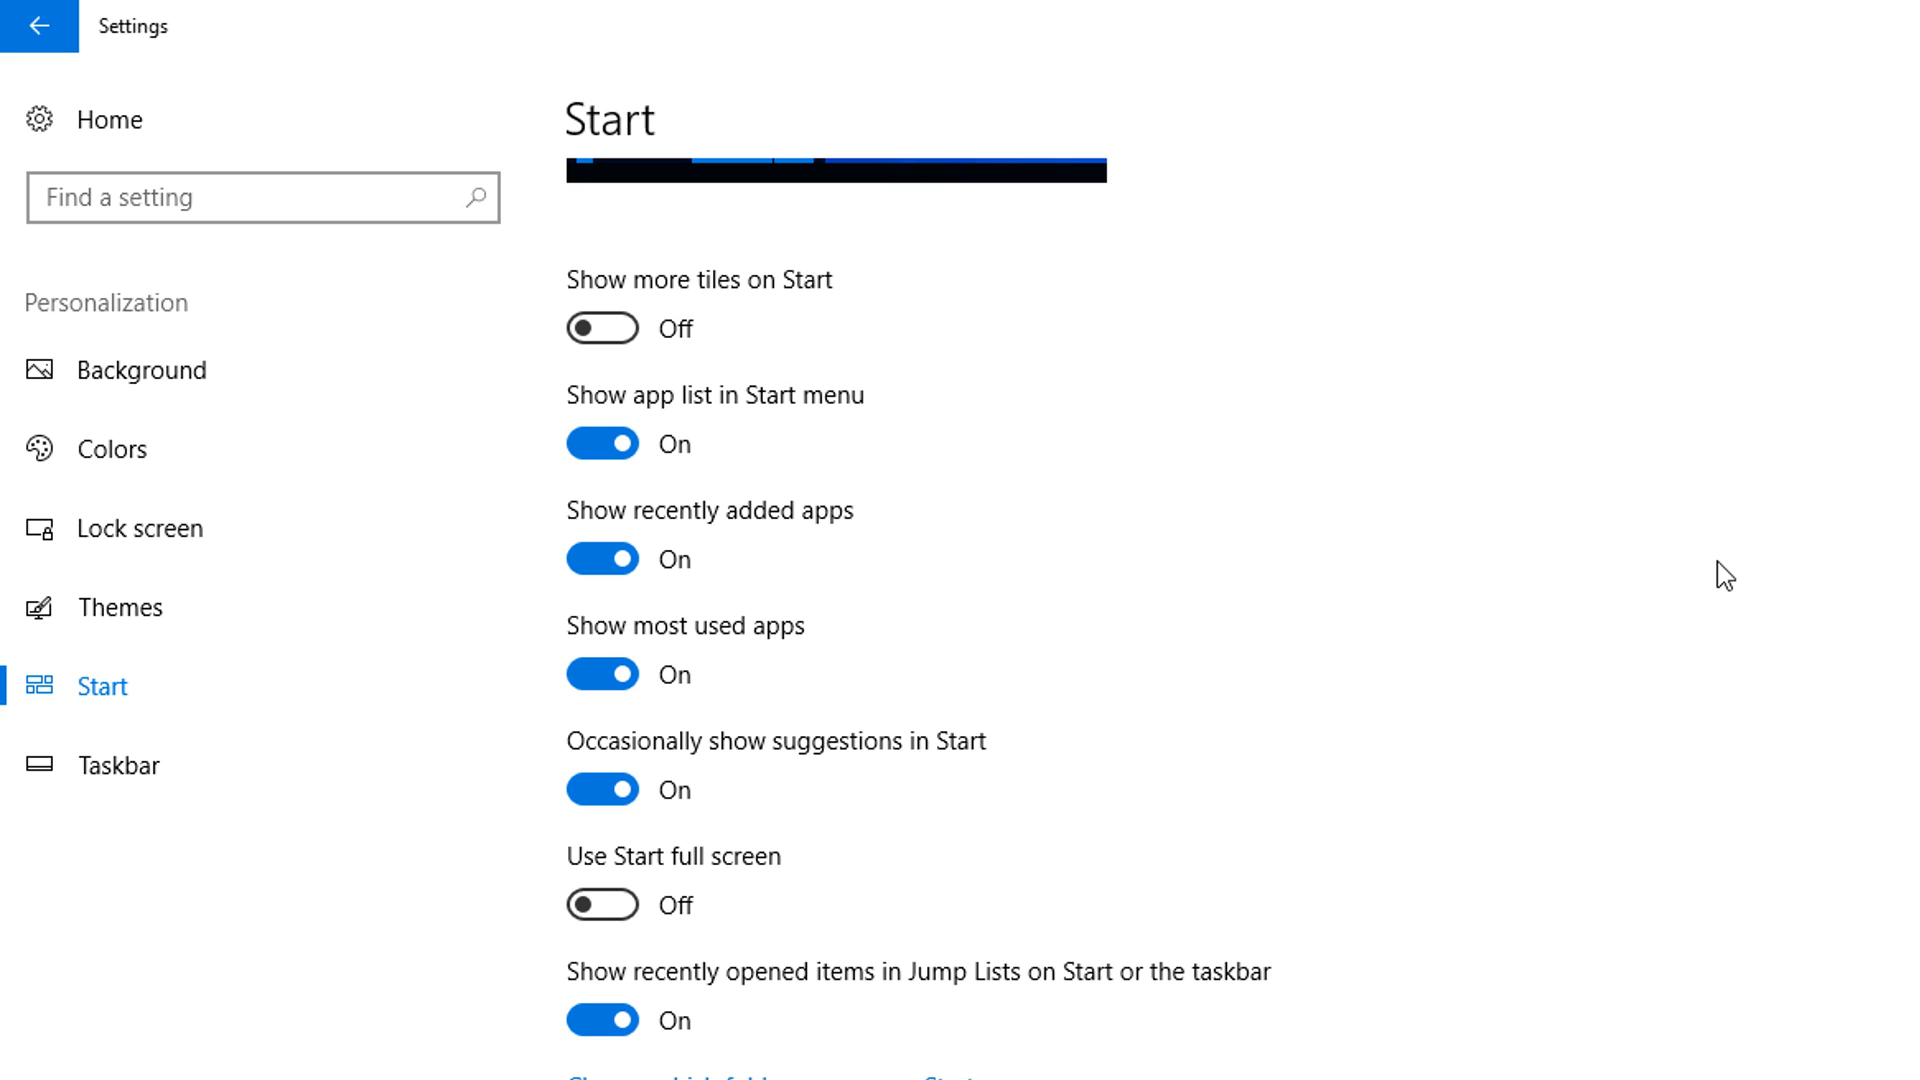 Settings
Home
Find a setting
Personalization
Background
Colors
Lock screen
Themes
Start
Taskbar
Start
Show more tiles on Start
Off
Show app list in Start menu
On
Show recently added apps
On
Show most used apps
On
Occasionally show suggestions in Start
On
Use Start full screen
Off
Show recently opened items in Jump Lists on Start or the taskbar
On